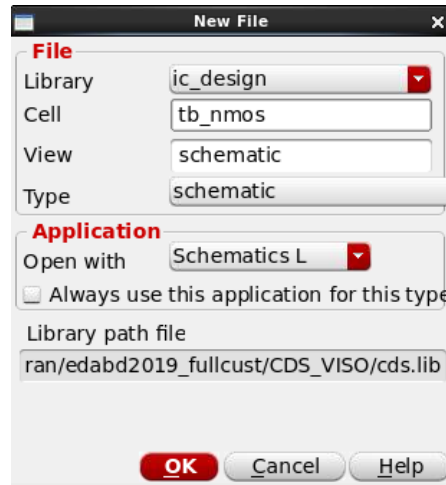 New File
File
Library ic_design
Cell tb_nmos
View schematic
Type schematic
Application
Open with Schematics L
Always use this application for this type
Library path file
ran/edabd2019_fullcust/CDS_VISO/cds.lib
OK Cancel Help